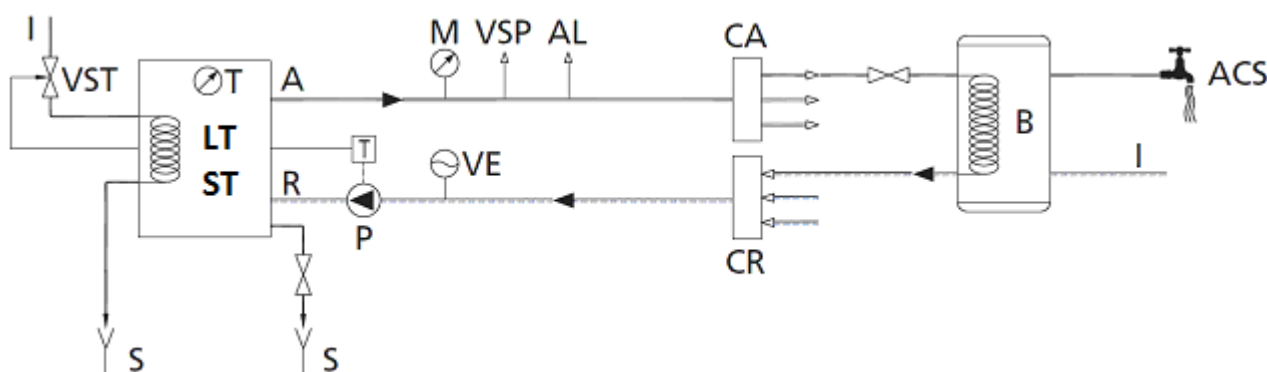 I
M VSP AL CA
VST T A ACS
LT B
T
ST R VE I
P
CR
S S